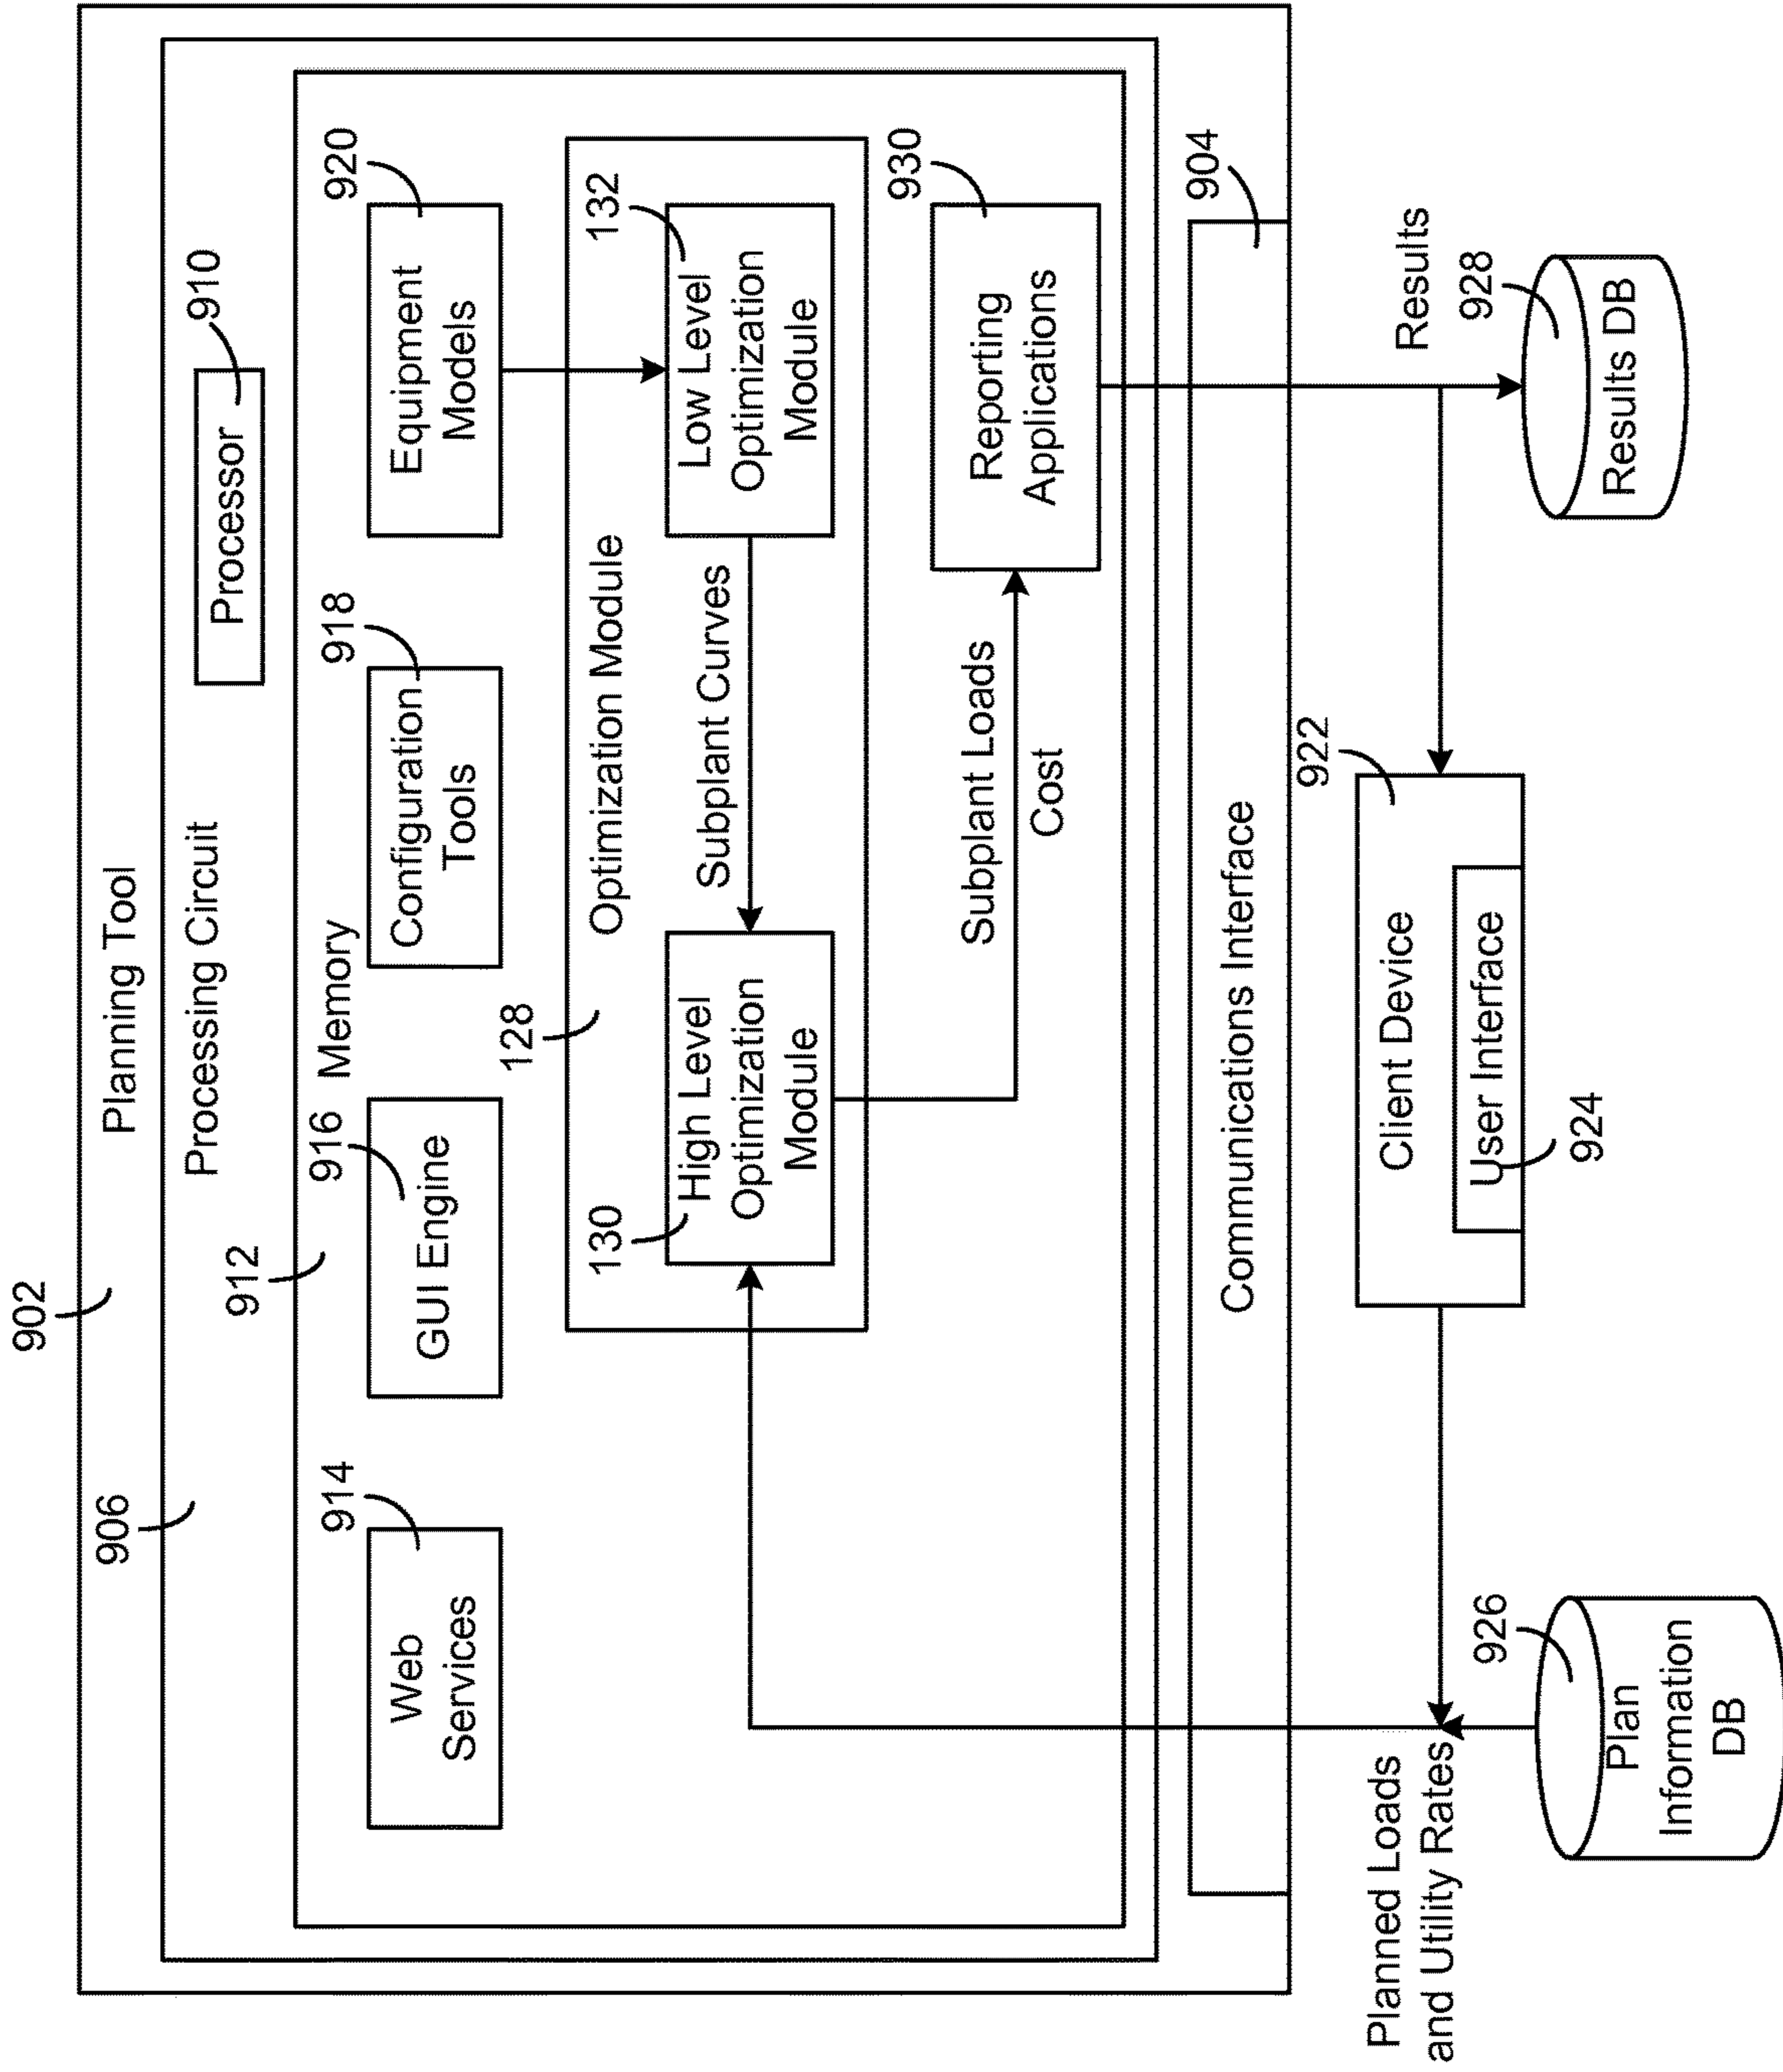 902
Planning Tool
906
Processing Circuit
910
Processor
912
Memory
914
Web
Services
916
GUI Engine
918
Configuration
Tools
920
Equipment
Models
128
Optimization Module
130
High Level
Optimization
Module
Subplant Curves
132
Low Level
Optimization
Module
Subplant Loads
Cost
930
Reporting
Applications
Communications Interface
904
Planned Loads
and Utility Rates
922
Client Device
User Interface
924
Results
926
Plan
Information
DB
928
Results DB